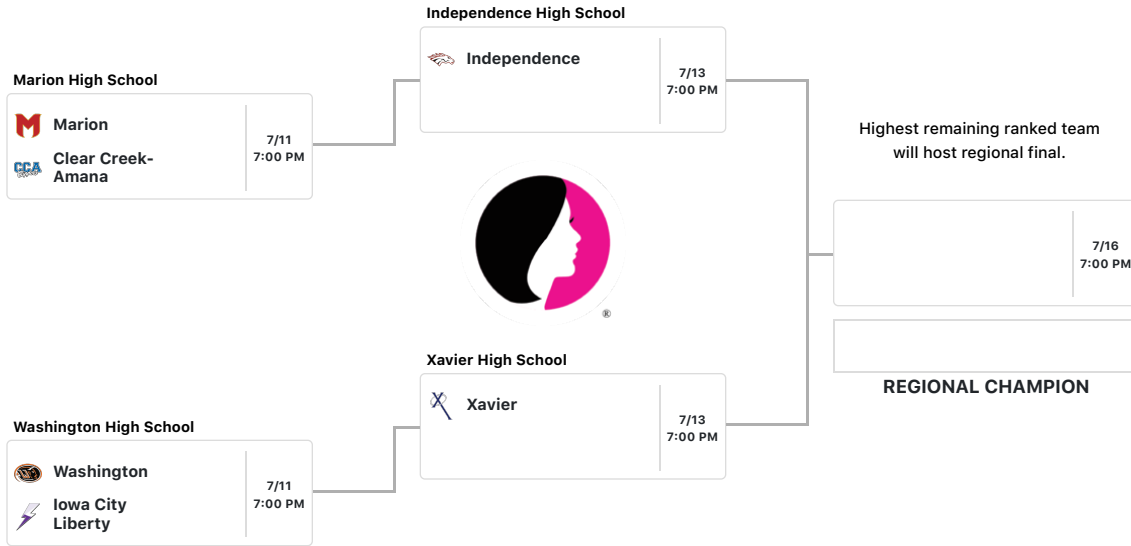 Independence High School
Independence
7/13
7:00 PM
Marion High School
Marion
Clear Creek-
Amana
7/11
7:00 PM
Highest remaining ranked team
will host regional final.
7/16
7:00 PM
®
REGIONAL CHAMPION
Xavier High School
Xavier
7/13
7:00 PM
Washington High School
Washington
Iowa City
Liberty
7/11
7:00 PM
CCA